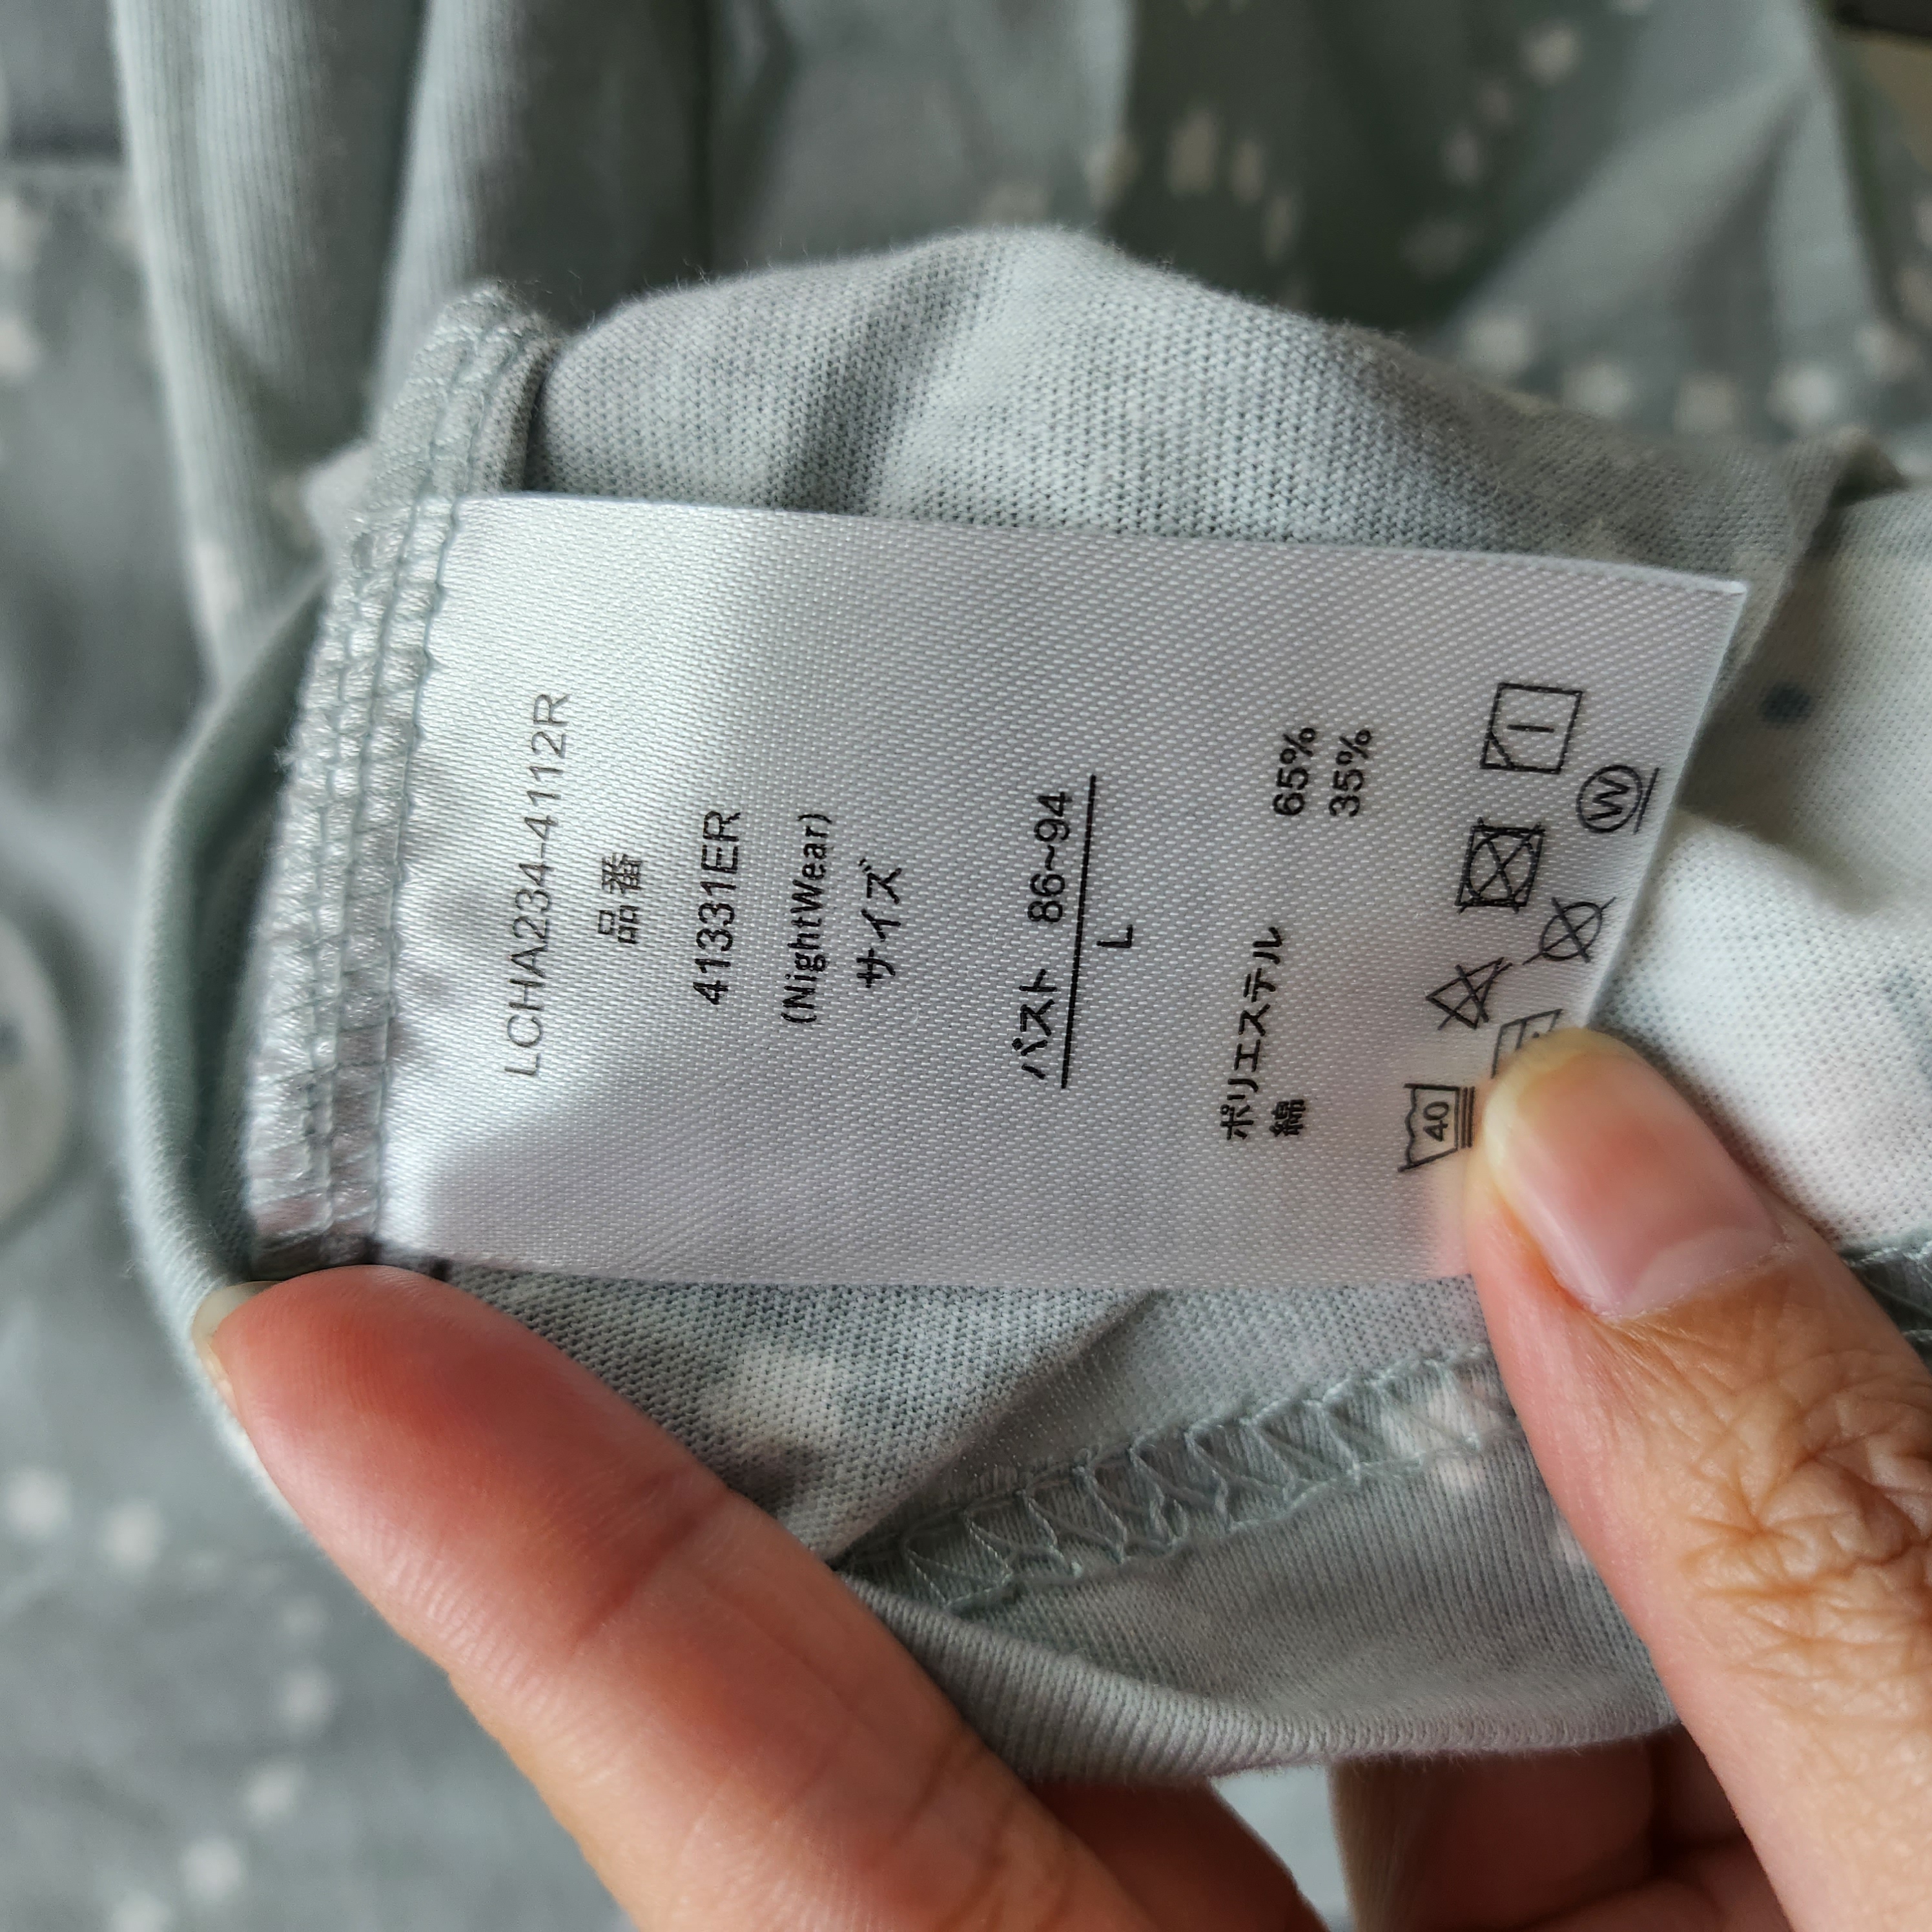 LCHA234-4112R
品番
41331ER
(NightWear)
サイズ
バスト 86~94
L
ポリエステル 65%
綿 35%
40
W